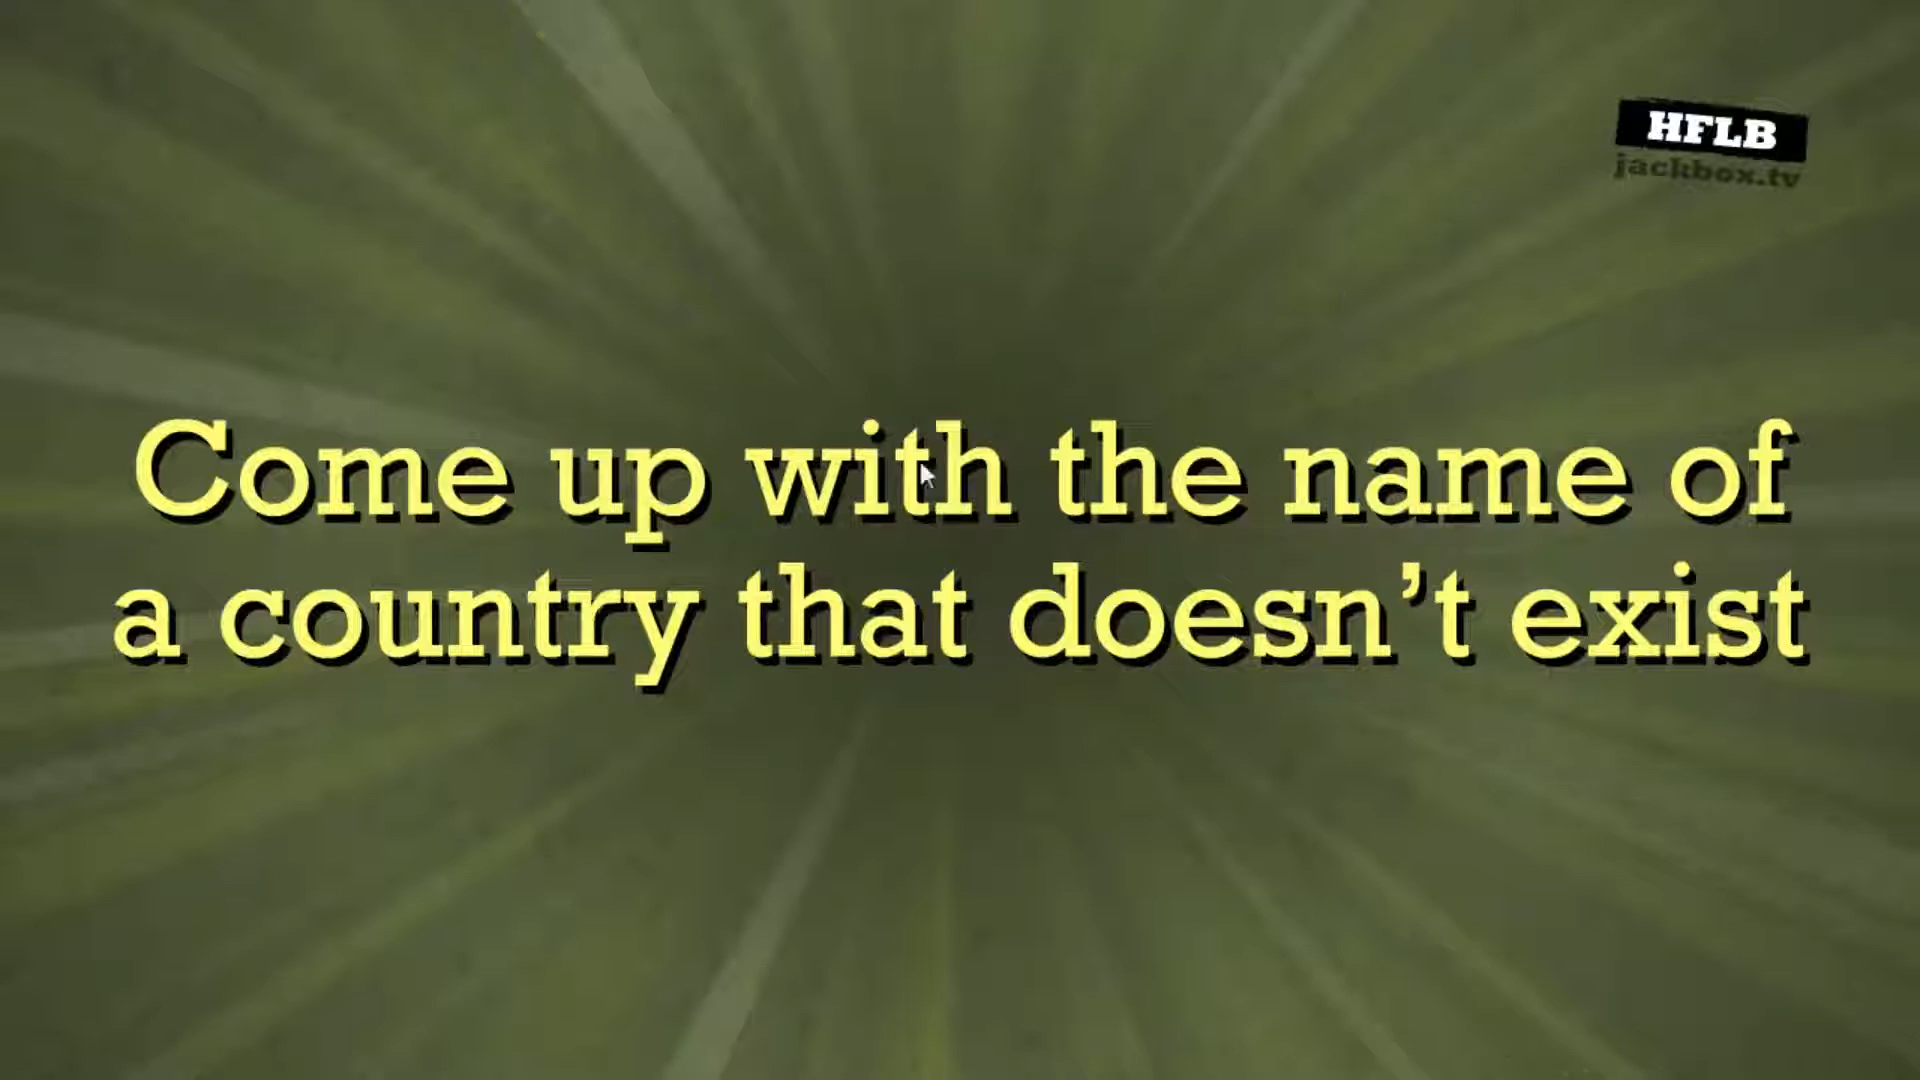 HFLB
jackbox.tv
Come up with the name of
a country that doesn’t exist